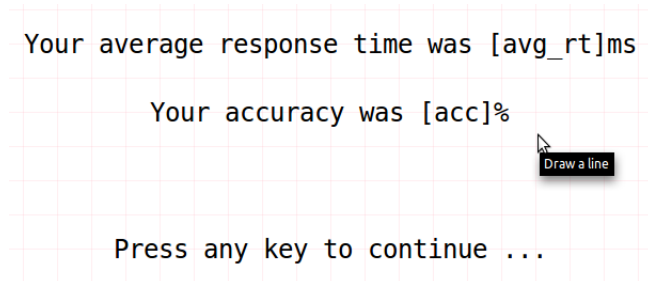 Your average response time was [avg_rt]ms
Your accuracy was [acc]%
Draw a line
Press any key to continue ...